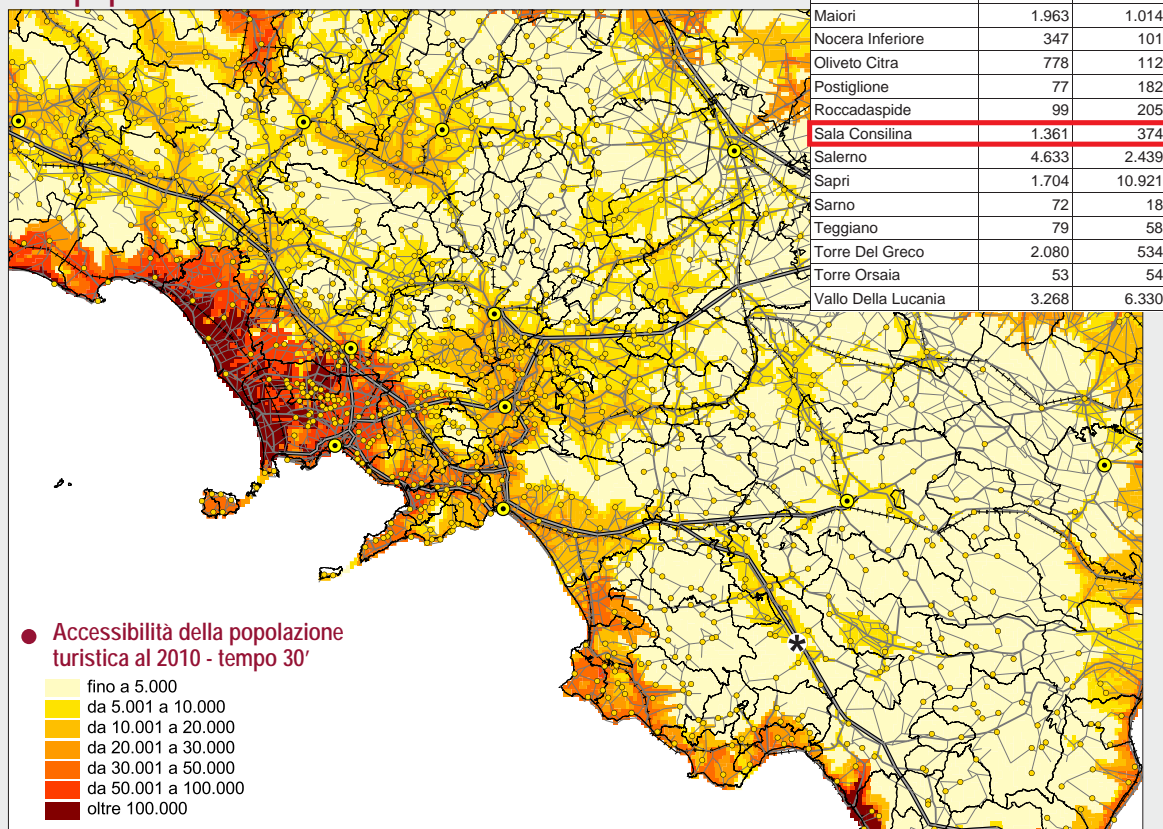 Maiori 1.963 1.014
Nocera Inferiore 347 101
Oliveto Citra 778 112
Postiglione 77 182
Roccadaspide 99 205
Sala Consilina 1.361 374
Salerno 4.633 2.439
Sapri 1.704 10.921
Sarno 72 18
Teggiano 79 58
Torre Del Greco 2.080 534
Torre Orsaia 53 54
Vallo Della Lucania 3.268 6.330
*
Accessibilità della popolazione
turistica al 2010 - tempo 30'
fino a 5.000
da 5.001 a 10.000
da 10.001 a 20.000
da 20.001 a 30.000
da 30.001 a 50.000
da 50.001 a 100.000
oltre 100.000